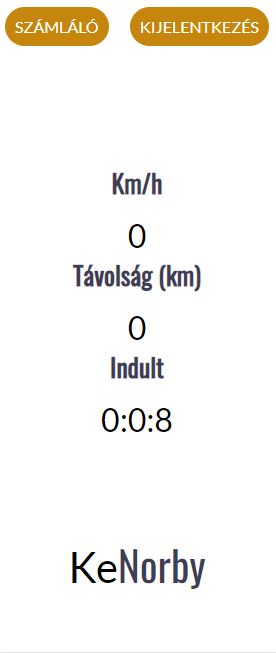 SZÁMLÁLÓ KIJELENTKEZÉS
Km/h
0
Távolság (km)
0
Indult
0:0:8
KeNorby